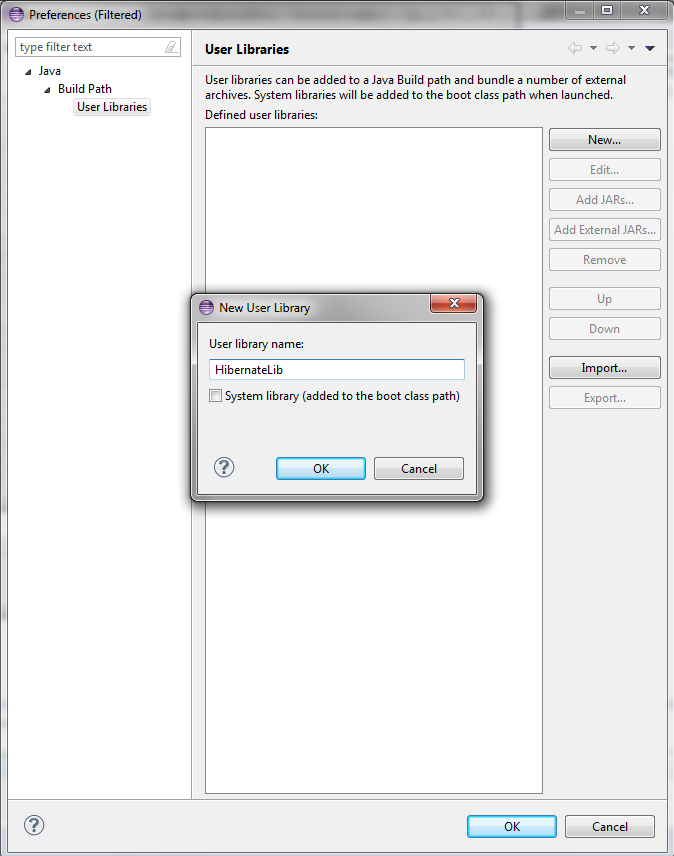 Preferences (Filtered)
type filter text
Java
Build Path
User Libraries
User Libraries
User libraries can be added to a Java Build path and bundle a number of external
archives. System libraries will be added to the boot class path when launched.
Defined user libraries:
New...
Edit...
Add JARs...
Add External JARs...
Remove
Up
Down
Import...
Export...
New User Library
User library name:
HibernateLib
System library (added to the boot class path)
?
OK
Cancel
?
OK
Cancel